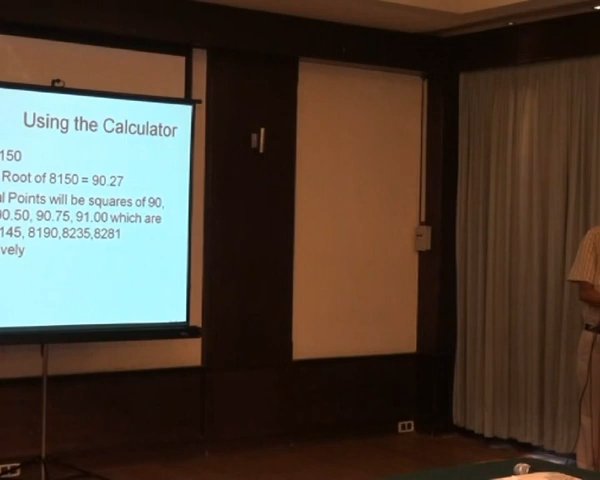 Using the Calculator
150
Root of 8150 = 90.27
l Points will be squares of 90,
90.50, 90.75, 91.00 which are
145, 8190,8235,8281
vely